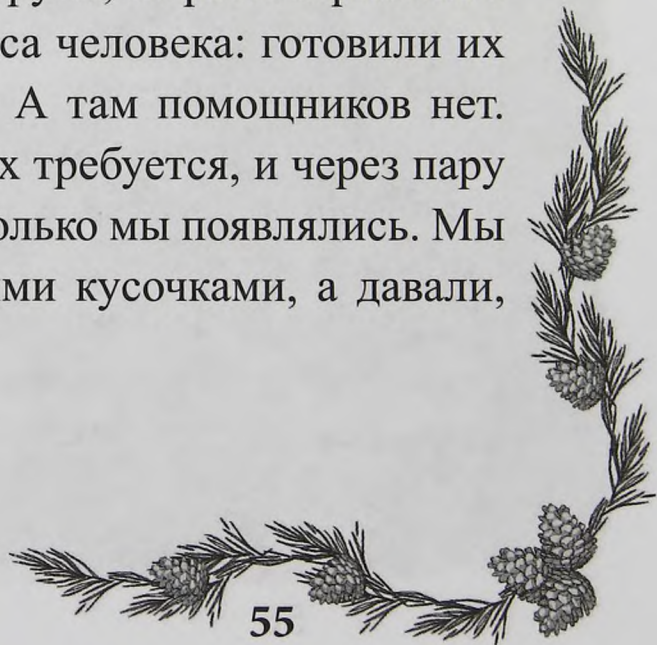 са человека: готовили их
А там помощников нет.
х требуется, и через пару
олько мы появлялись. Мы
ми кусочками, а давали,
55